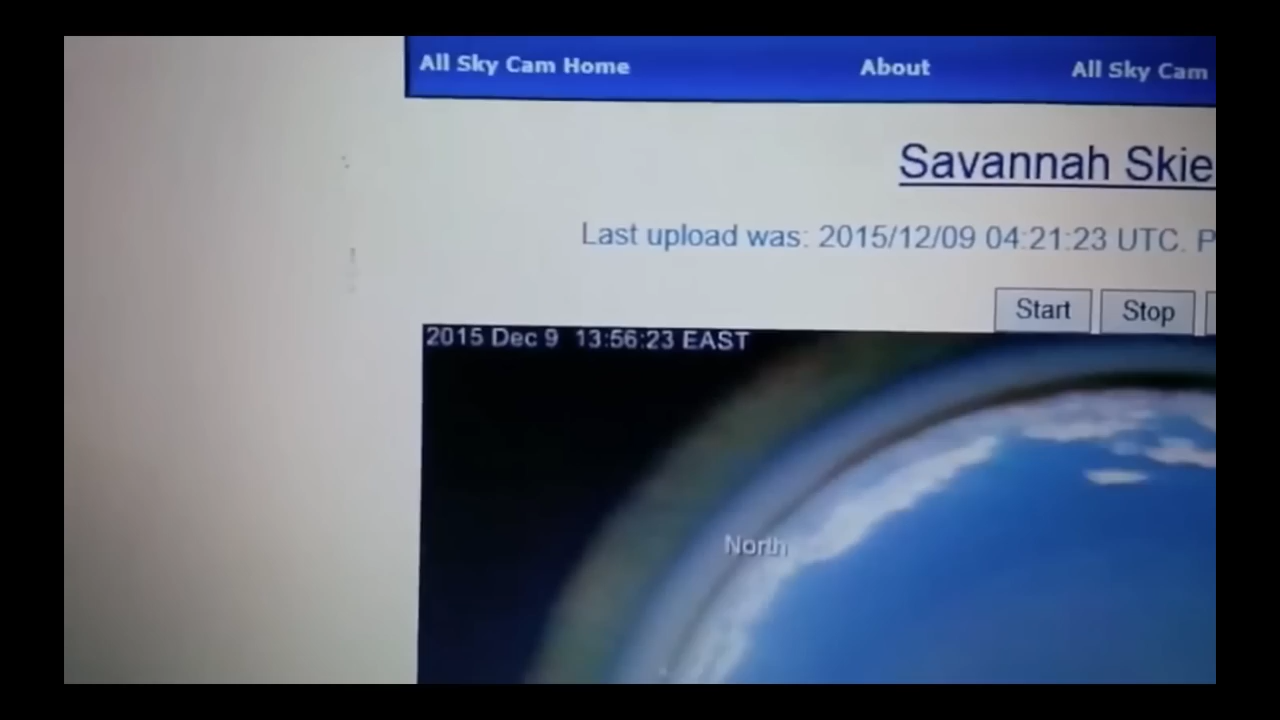 All Sky Cam Home About All Sky Cam
Savannah Skie
Last upload was: 2015/12/09 04:21:23 UTC. P
Start Stop
2015 Dec 9 13:56:23 EAST
North